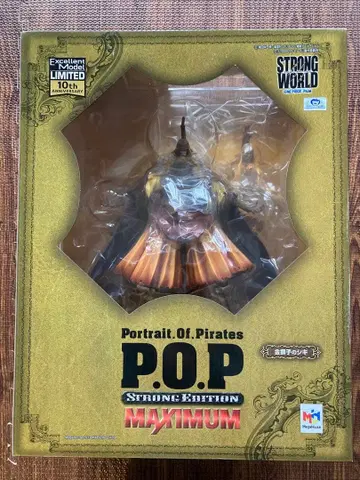 Excellent
Model
LIMITED
10th
ANNIVERSARY
STRONG
WORLD
ONE PIECE FILM
Portrait.Of.Pirates
P.O.P
STRONG EDITION
MAXIMUM
金獅子のシキ
MegaHouse